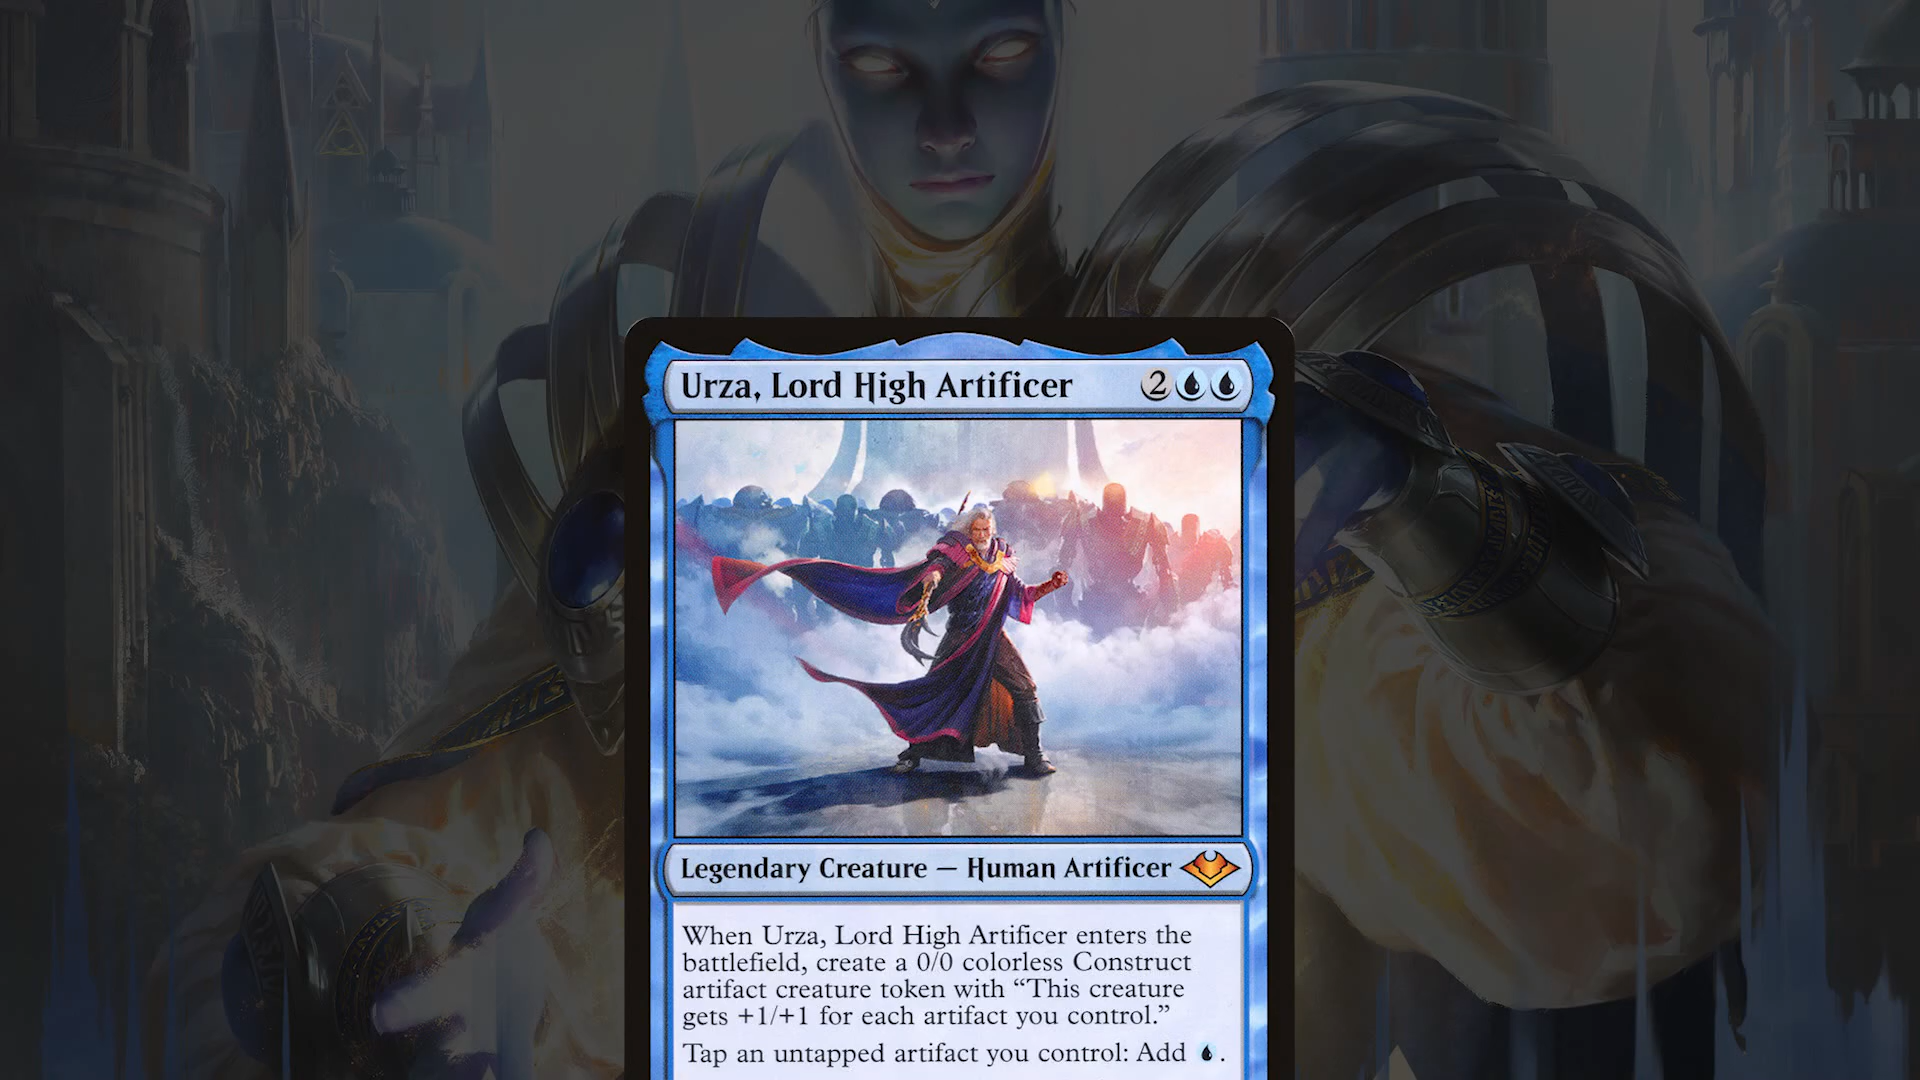 Urza, Lord High Artificer 2
Legendary Creature — Human Artificer
When Urza, Lord High Artificer enters the
battlefield, create a 0/0 colorless Construct
artifact creature token with “This creature
gets +1/+1 for each artifact you control.”
Tap an untapped artifact you control: Add .